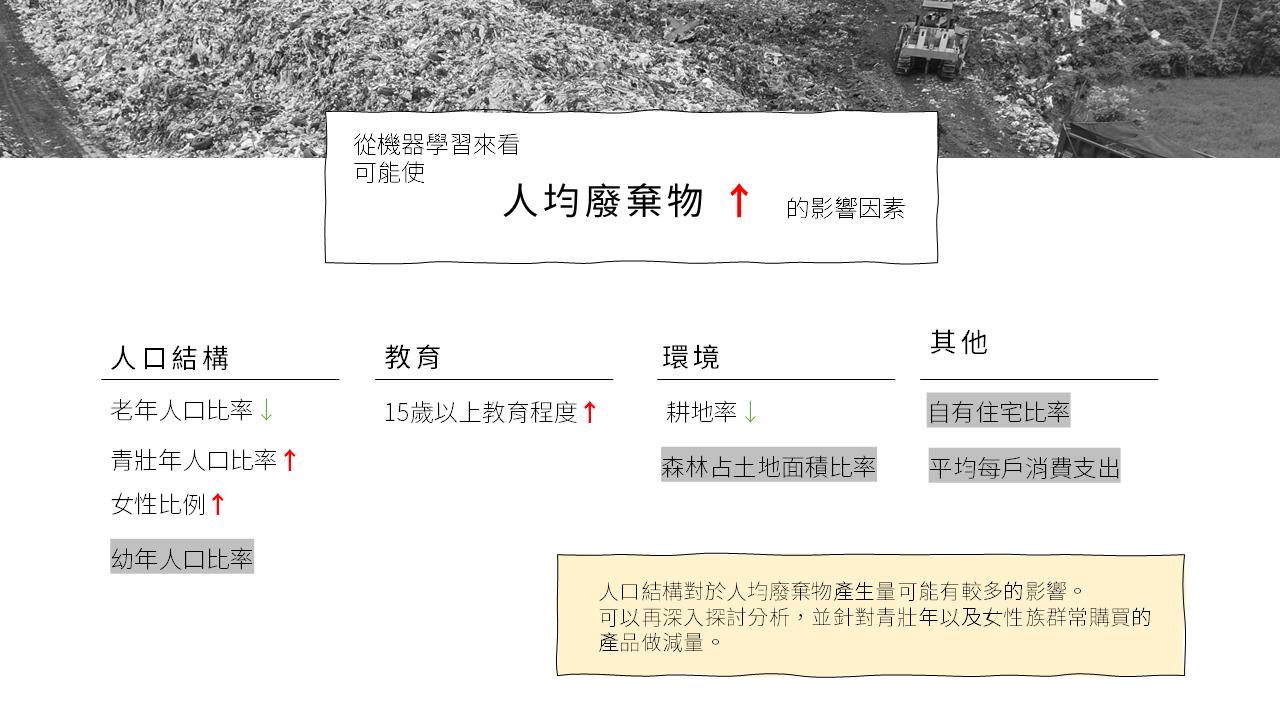 從機器學習來看
可能使
人均廢棄物 ↑ 的影響因素
人口結構
老年人口比率↓
青壯年人口比率↑
女性比例↑
幼年人口比率
教育
15歲以上教育程度↑
環境
耕地率↓
森林占土地面積比率
其他
自有住宅比率
平均每戶消費支出
人口結構對於人均廢棄物產生量可能有較多的影響。
可以再深入探討分析，並針對青壯年以及女性族群常購買的
產品做減量。